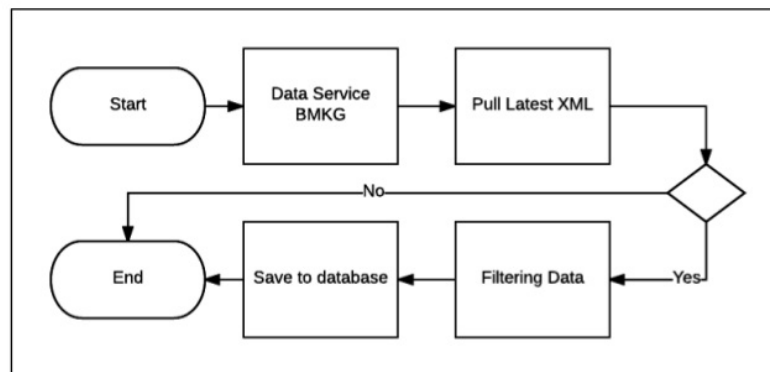 Start
Data Service
BMKG
Pull Latest XML
No
End
Save to database
Filtering Data
Yes